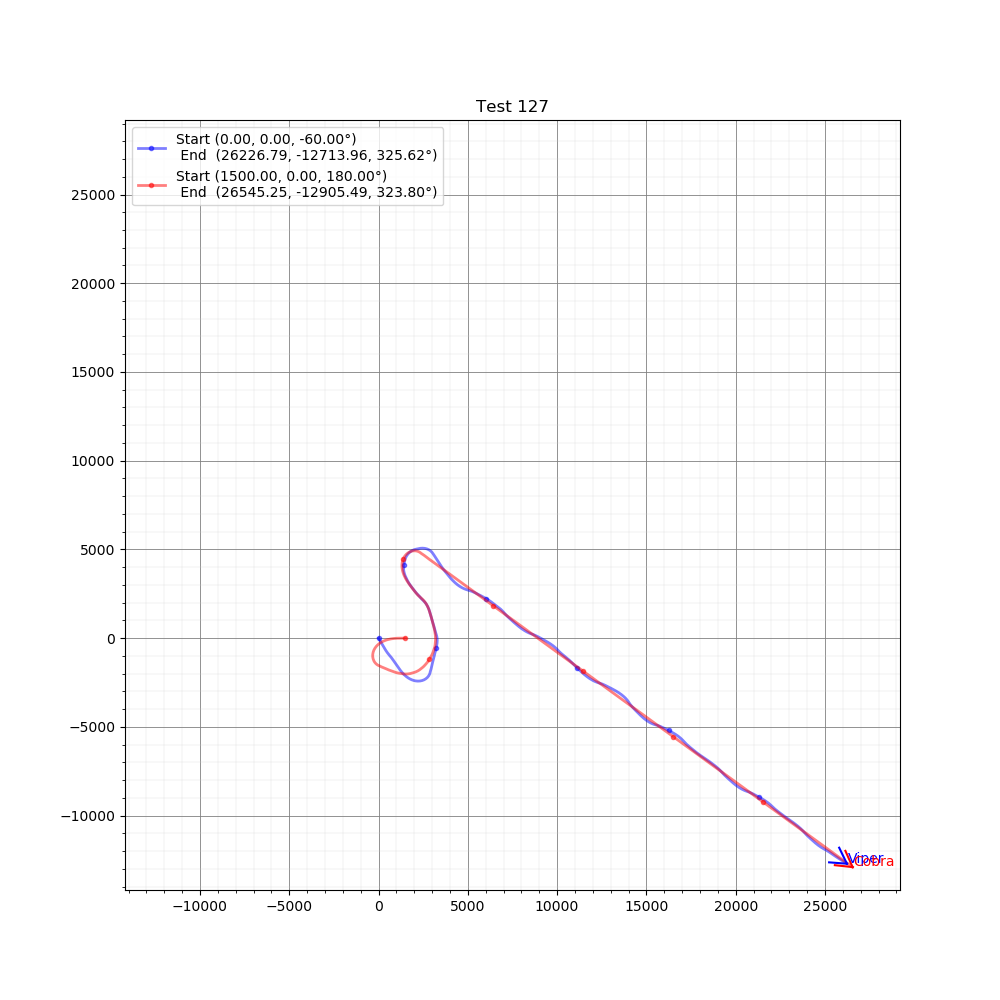 Test 127
Start (0.00, 0.00, -60.00°)
End (26226.79, -12713.96, 325.62°)
Start (1500.00, 0.00, 180.00°)
End (26545.25, -12905.49, 323.80°)
25000
20000
15000
10000
5000
0
−5000
−10000
Viper
Cobra
−10000 −5000 0 5000 10000 15000 20000 25000